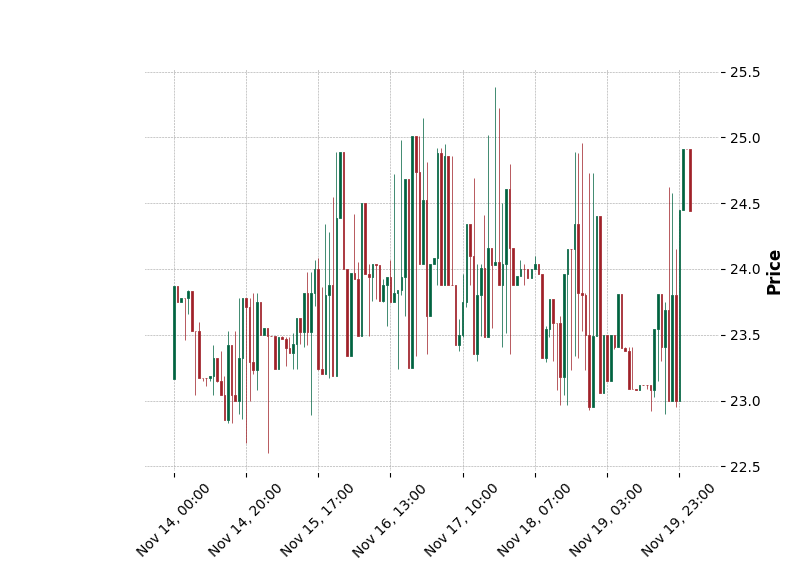 25.5
25.0
24.5
24.0
23.5
23.0
22.5
Price
Nov 14, 00:00
Nov 14, 20:00
Nov 15, 17:00
Nov 16, 13:00
Nov 17, 10:00
Nov 18, 07:00
Nov 19, 03:00
Nov 19, 23:00